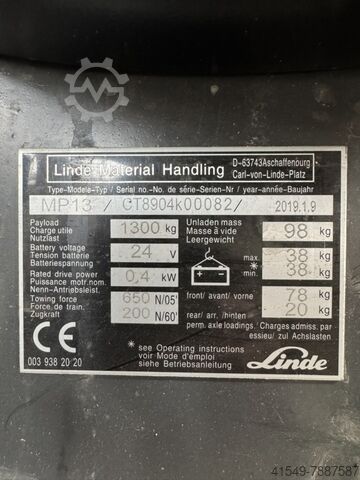 Linde Material Handling D-63743Aschaffenburg
Carl-von-Linde-Platz
Type-Modele-Typ / Serial no.-No. de série-Serien-Nr / year-année-Baujahr
MP13 / CT8904k00082/ 2019.1.9
Payload
Charge utile 1300 kg
Nutzlast
Unladen mass
Masse à vide 98 kg
Leergewicht
Battery voltage
Tension batterie 24 V
Batteriespannung
max. 38 kg
* min. 38 kg
Rated drive power
Puis. mot. nominale 0,4 kW
Nenn-Antriebsleist.
Towing force 650 N/05'
Force de train. 200 N/60'
Zugkraft
front/ avant/ vorne 78 kg
rear/ arr. /hinten 20 kg
perm. axle loadings. / Charges admiss. par
essieu/ zul Achslasten
CE
003 938 20 20
* see Operating instructions
voir Mode d'emploi
siehe Betriebsanleitung
Linde
41549-7887587